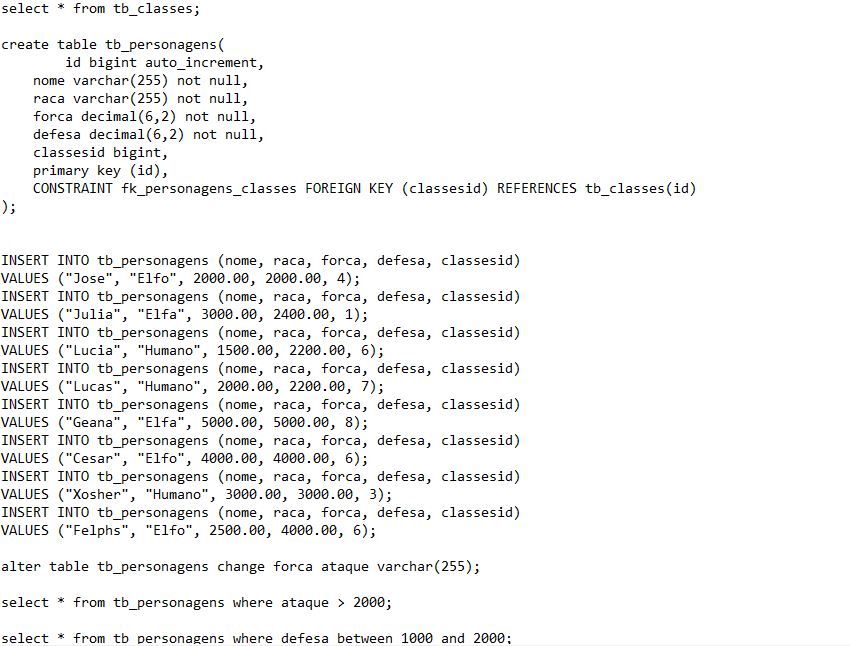 select * from tb_classes;
create table tb_personagens(
id bigint auto_increment,
nome varchar(255) not null,
raca varchar(255) not null,
forca decimal(6,2) not null,
defesa decimal(6,2) not null,
classesid bigint,
primary key (id),
CONSTRAINT fk_personagens_classes FOREIGN KEY (classesid) REFERENCES tb_classes(id)
);
INSERT INTO tb_personagens (nome, raca, forca, defesa, classesid)
VALUES ("Jose", "Elfo", 2000.00, 2000.00, 4);
INSERT INTO tb_personagens (nome, raca, forca, defesa, classesid)
VALUES ("Julia", "Elfa", 3000.00, 2400.00, 1);
INSERT INTO tb_personagens (nome, raca, forca, defesa, classesid)
VALUES ("Lucia", "Humano", 1500.00, 2200.00, 6);
INSERT INTO tb_personagens (nome, raca, forca, defesa, classesid)
VALUES ("Lucas", "Humano", 2000.00, 2200.00, 7);
INSERT INTO tb_personagens (nome, raca, forca, defesa, classesid)
VALUES ("Geana", "Elfa", 5000.00, 5000.00, 8);
INSERT INTO tb_personagens (nome, raca, forca, defesa, classesid)
VALUES ("Cesar", "Elfo", 4000.00, 4000.00, 6);
INSERT INTO tb_personagens (nome, raca, forca, defesa, classesid)
VALUES ("Xosher", "Humano", 3000.00, 3000.00, 3);
INSERT INTO tb_personagens (nome, raca, forca, defesa, classesid)
VALUES ("Felphs", "Elfo", 2500.00, 4000.00, 6);
alter table tb_personagens change forca ataque varchar(255);
select * from tb_personagens where ataque > 2000;
select * from tb_personagens where defesa between 1000 and 2000;